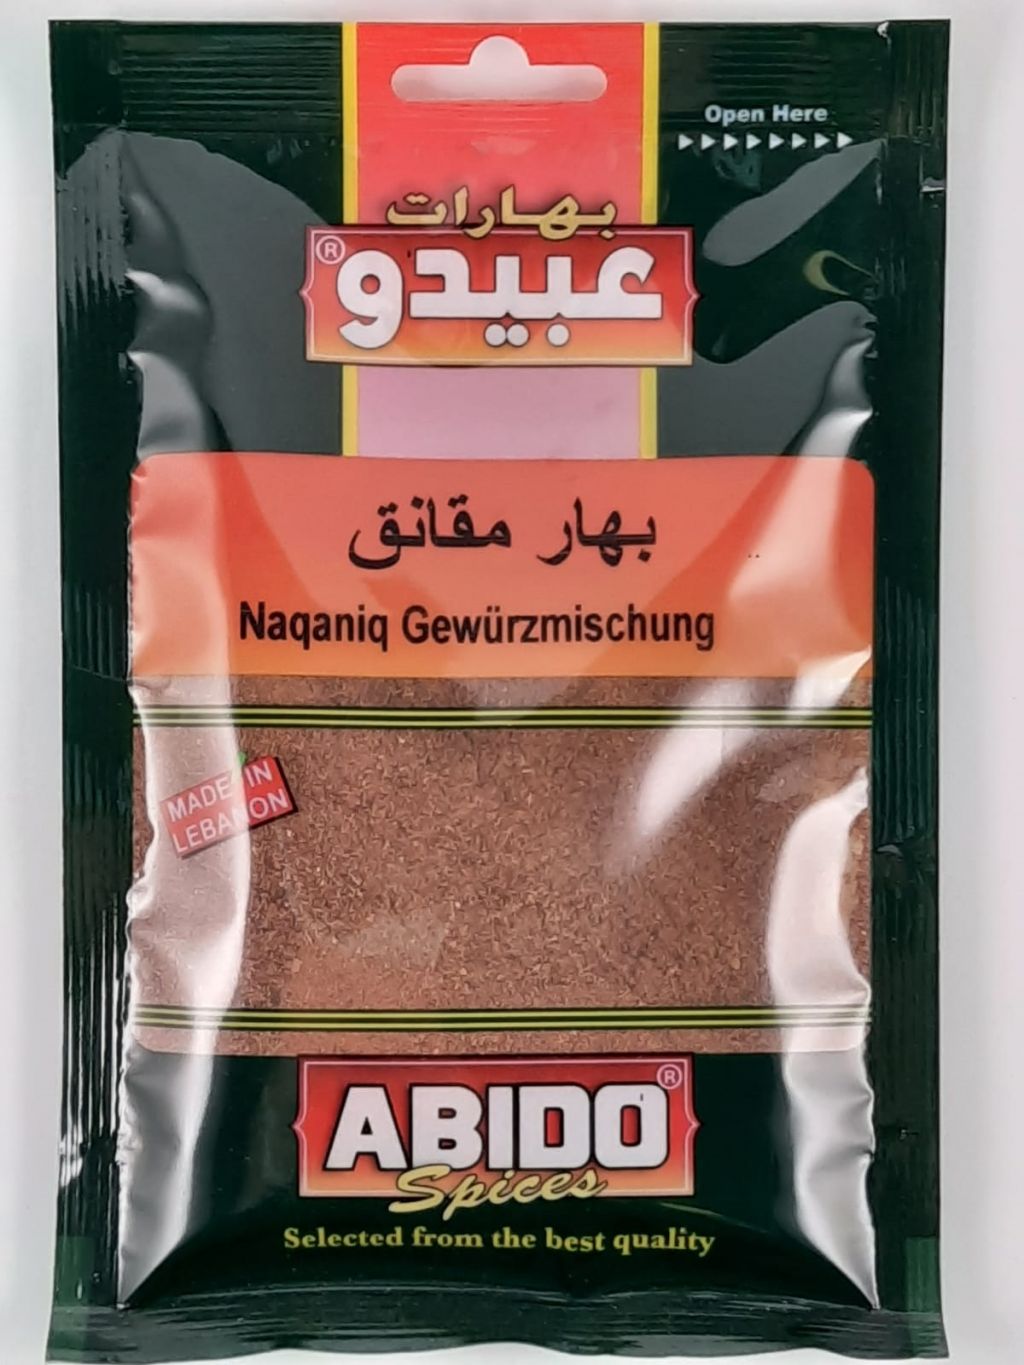 Open Here
بهارات
عبيدو®
بهار مقانق
Naqaniq Gewürzmischung
MADE IN
LEBANON
ABIDO®
Spices
Selected from the best quality